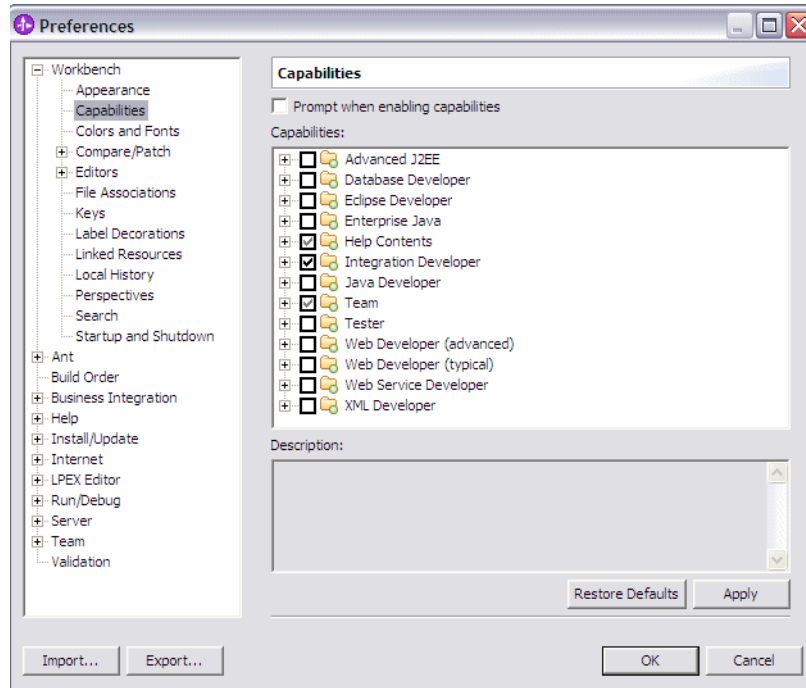 Preferences
Workbench
Appearance
Capabilities
Colors and Fonts
Compare/Patch
Editors
File Associations
Keys
Label Decorations
Linked Resources
Local History
Perspectives
Search
Startup and Shutdown
Ant
Build Order
Business Integration
Help
Install/Update
Internet
LPEX Editor
Run/Debug
Server
Team
Validation
Capabilities
Prompt when enabling capabilities
Capabilities:
Advanced J2EE
Database Developer
Eclipse Developer
Enterprise Java
Help Contents
Integration Developer
Java Developer
Team
Tester
Web Developer (advanced)
Web Developer (typical)
Web Service Developer
XML Developer
Description:
Restore Defaults
Apply
Import...
Export...
OK
Cancel